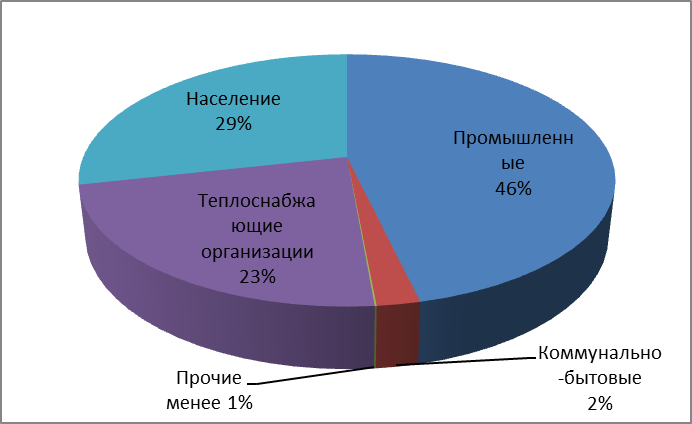 Население
29%
Промышленн
ые
46%
Теплоснабжа
ющие
организации
23%
Прочие
менее 1%
Коммунально
-бытовые
2%